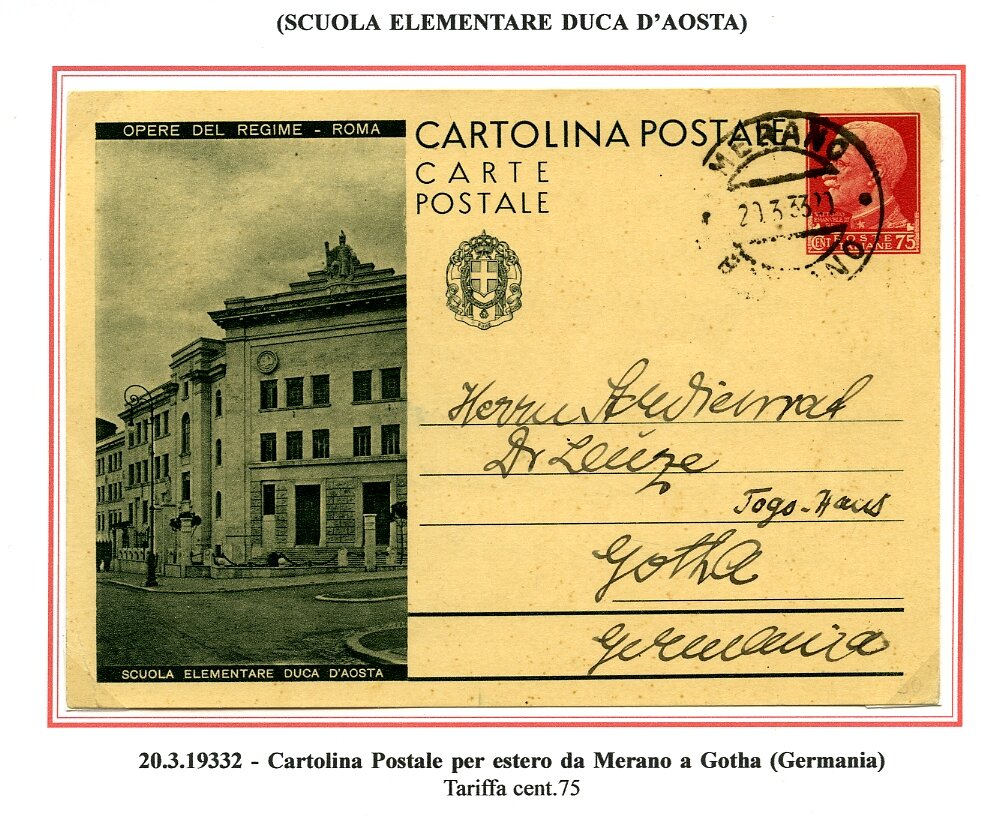 (SCUOLA ELEMENTARE DUCA D'AOSTA)
OPERE DEL REGIME - ROMA
CARTOLINA POSTALE
CARTE
POSTALE
MERANO
20.3.33
POSTE
CENT 75
Herrn Studienrat
Dr Leuze
Togo-Haus
Gotha
Germania
SCUOLA ELEMENTARE DUCA D'AOSTA
20.3.19332 - Cartolina Postale per estero da Merano a Gotha (Germania)
Tariffa cent.75